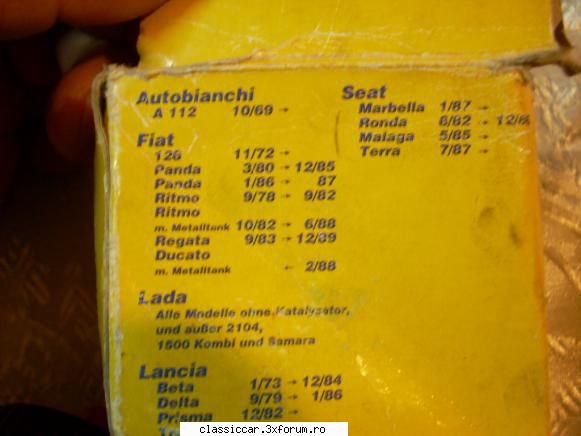 Autobianchi
A 112 10/69 →
Fiat
126 11/72 →
Panda 3/80 → 12/85
Panda 1/86 → 87
Ritmo 9/78 → 9/82
Ritmo
m. Metalltank 10/82 → 6/88
Regata 9/83 → 12/89
Ducato
m. Metalltank ← 2/88
Lada
Alle Modelle ohne Katalysator,
und außer 2104,
1500 Kombi und Samara
Lancia
Beta 1/73 → 12/84
Delta 9/79 → 1/86
Prisma 12/82 →
Seat
Marbella 1/87 →
Ronda 6/82 →
Malaga 5/85 →
Terra 7/87 →
classiccar.3xforum.ro